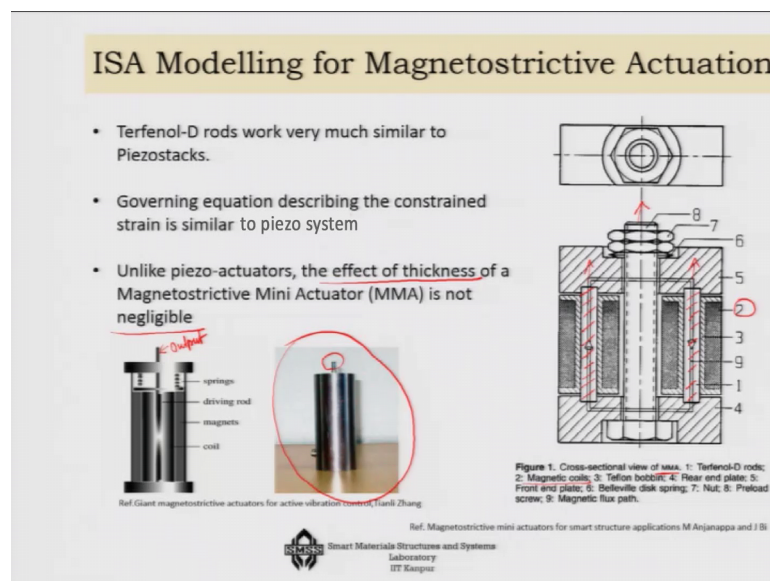 ISA Modelling for Magnetostrictive Actuation
• Terfenol-D rods work very much similar to
Piezostacks.
• Governing equation describing the constrained
strain is similar to piezo system
• Unlike piezo-actuators, the effect of thickness of a
Magnetostrictive Mini Actuator (MMA) is not
negligible
Output
springs
driving rod
magnets
coil
Ref:Giant magnetostrictive actuators for active vibration control,Tianli Zhang
8
7
6
5
2
3
9
1
4
Figure 1. Cross-sectional view of MMA. 1: Terfenol-D rods;
2: Magnetic coils; 3: Teflon bobbin; 4: Rear end plate; 5:
Front end plate; 6: Belleville disk spring; 7: Nut; 8: Preload
screw; 9: Magnetic flux path.
Ref. Magnetostrictive mini actuators for smart structure applications M Anjanappa and J Bi
SMSS
Smart Materials Structures and Systems
Laboratory
IIT Kanpur